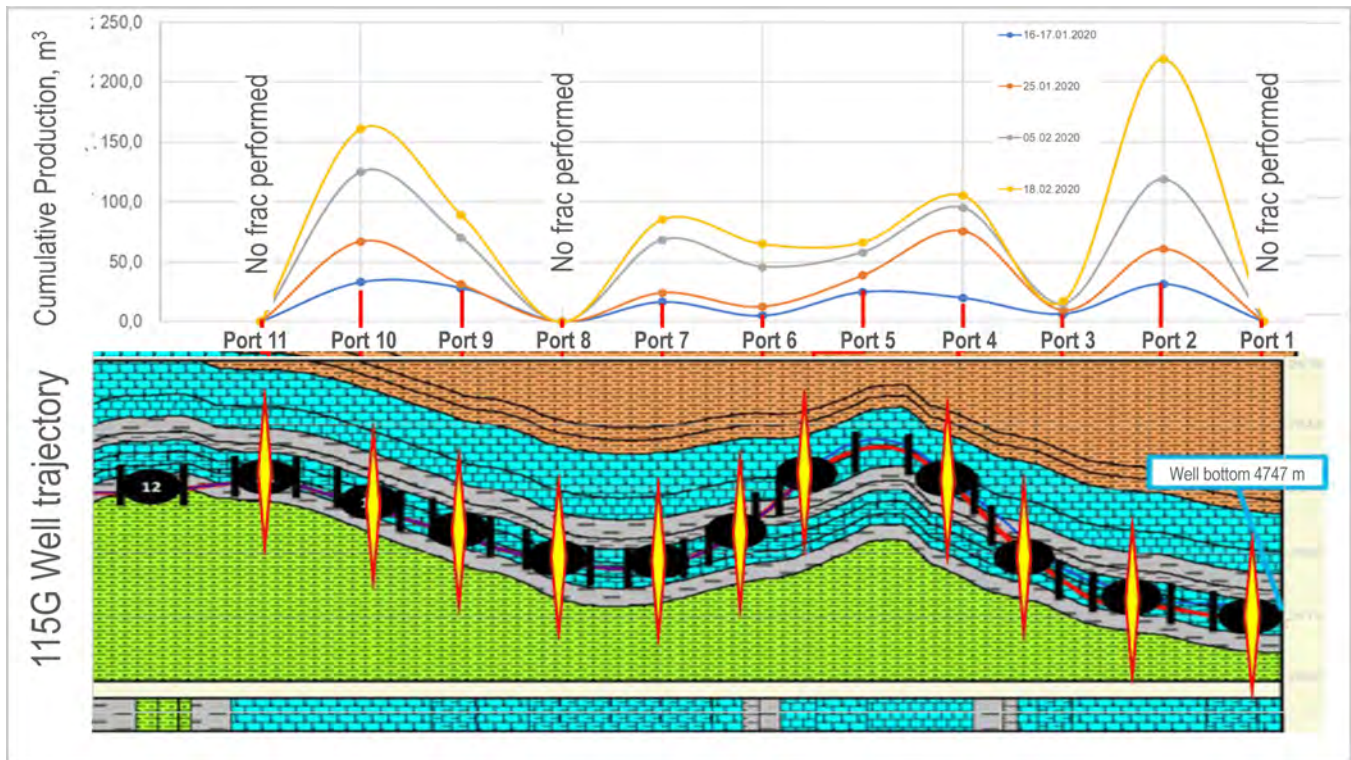 Cumulative Production, m³
250,0
200,0
150,0
100,0
50,0
0,0
No frac performed
No frac performed
No frac performed
16-17.01.2020
25.01.2020
05.02.2020
18.02.2020
Port 11
Port 10
Port 9
Port 8
Port 7
Port 6
Port 5
Port 4
Port 3
Port 2
Port 1
115G Well trajectory
12
Well bottom 4747 m